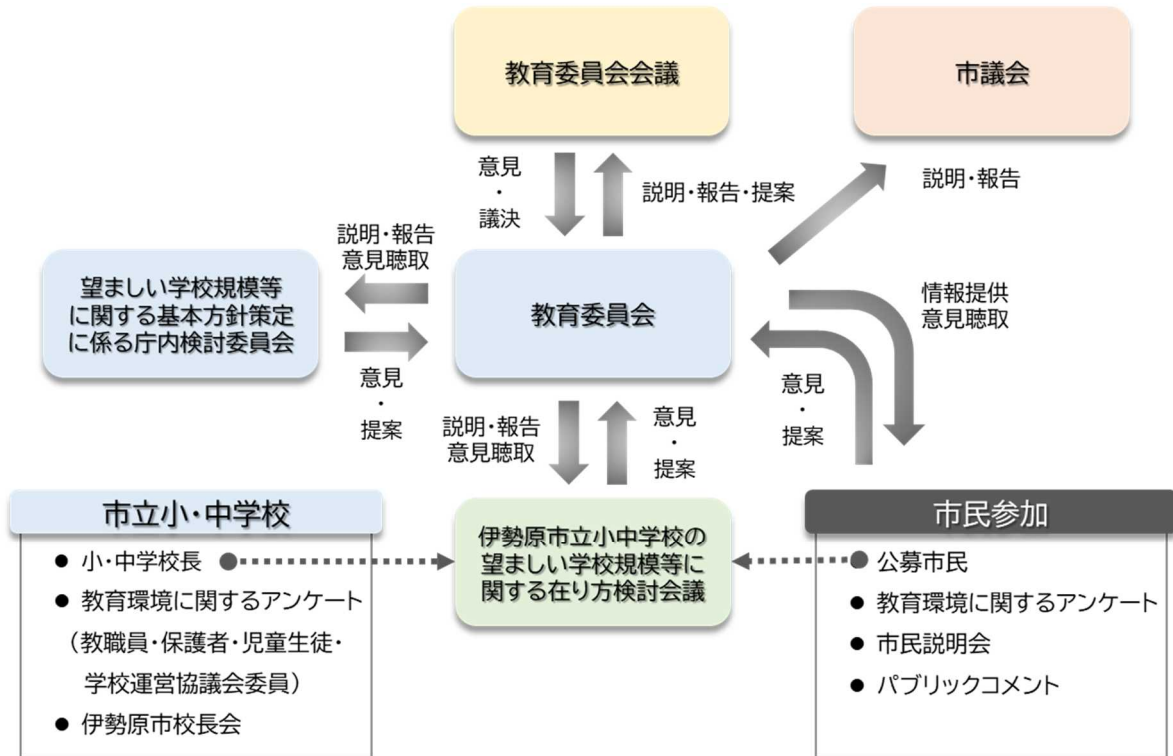 教育委員会会議
市議会
意見
・
議決
説明・報告・提案
説明・報告
説明・報告
意見聴取
望ましい学校規模等
に関する基本方針策定
に係る庁内検討委員会
教育委員会
情報提供
意見聴取
意見
・
提案
説明・報告
意見聴取
意見
・
提案
意見
・
提案
市立小・中学校
● 小・中学校長
● 教育環境に関するアンケート
（教職員・保護者・児童生徒・
学校運営協議会委員）
● 伊勢原市校長会
伊勢原市立小中学校の
望ましい学校規模等に
関する在り方検討会議
市民参加
● 公募市民
● 教育環境に関するアンケート
● 市民説明会
● パブリックコメント